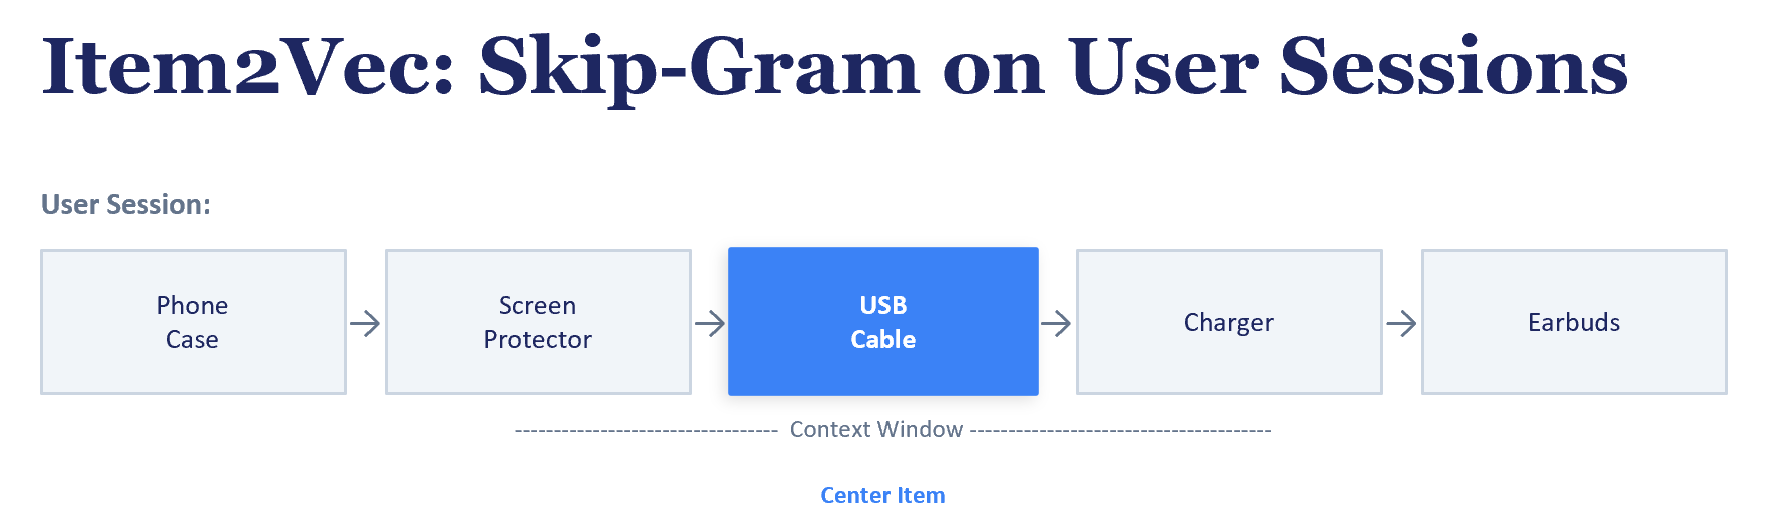 Item2Vec: Skip-Gram on User Sessions
User Session:
Phone
Case
Screen
Protector
USB
Cable
Charger
Earbuds
--------------------------------- Context Window --------------------------------------
Center Item